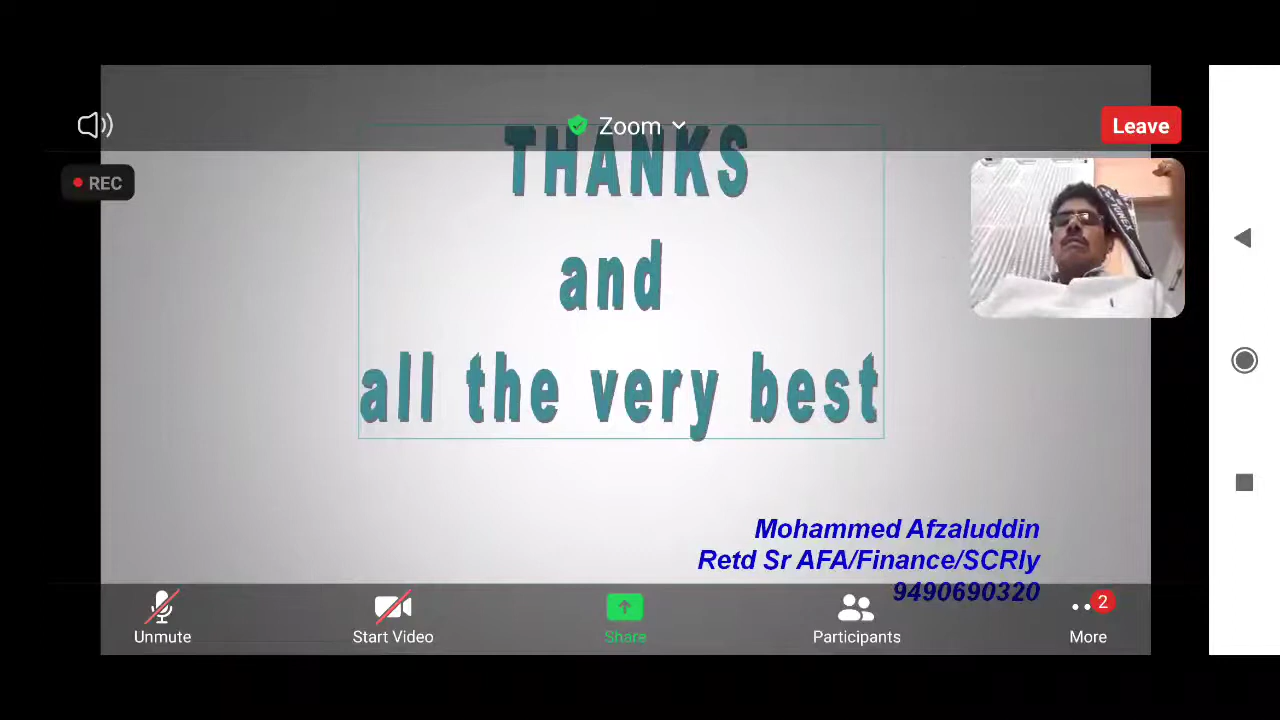 Zoom
Leave
REC
THANKS
and
all the very best
YONEX
Mohammed Afzaluddin
Retd Sr AFA/Finance/SCRly
9490690320
2
Unmute
Start Video
Share
Participants
More